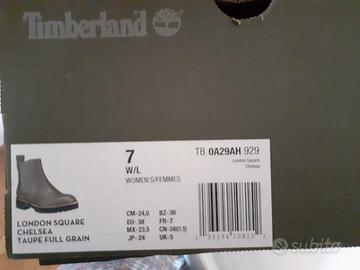 Timberland
7
W/L
WOMEN'S/FEMMES
TB 0A29AH 929
London Square
Chelsea
LONDON SQUARE
CHELSEA
TAUPE FULL GRAIN
CM-24,0 BZ-36
EU-38 FR-7
MX-23,5 CN-240(1.5)
JP-24 UK-5
subito